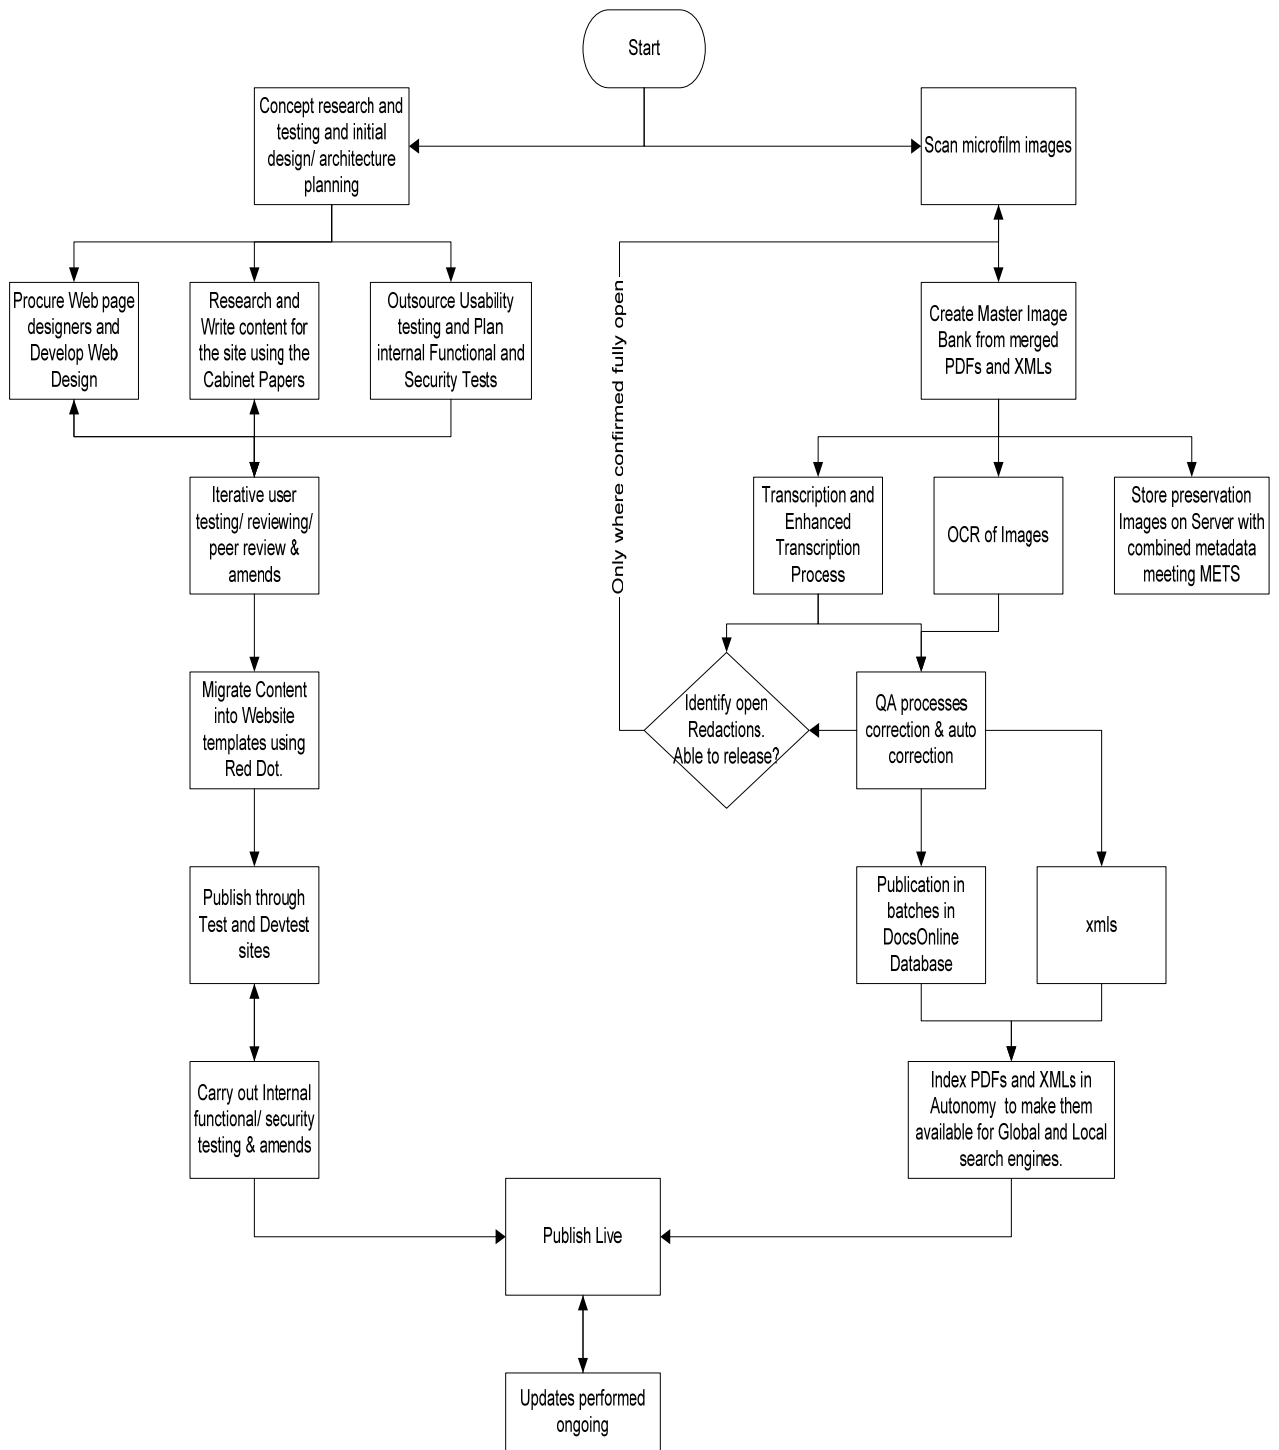 Start
Concept research and
testing and initial
design/ architecture
planning
Scan microfilm images
Procure Web page
designers and
Develop Web
Design
Research and
Write content for
the site using the
Cabinet Papers
Outsource Usability
testing and Plan
internal Functional and
Security Tests
Only where confirmed fully open
Create Master Image
Bank from merged
PDFs and XMLs
Iterative user
testing/ reviewing/
peer review &
amends
Transcription and
Enhanced
Transcription
Process
OCR of Images
Store preservation
Images on Server with
combined metadata
meeting METS
Migrate Content
into Website
templates using
Red Dot.
Identify open
Redactions.
Able to release?
QA processes
correction & auto
correction
Publish through
Test and Devtest
sites
Publication in
batches in
DocsOnline
Database
xmls
Carry out Internal
functional/ security
testing & amends
Index PDFs and XMLs in
Autonomy to make them
available for Global and Local
search engines.
Publish Live
Updates performed
ongoing